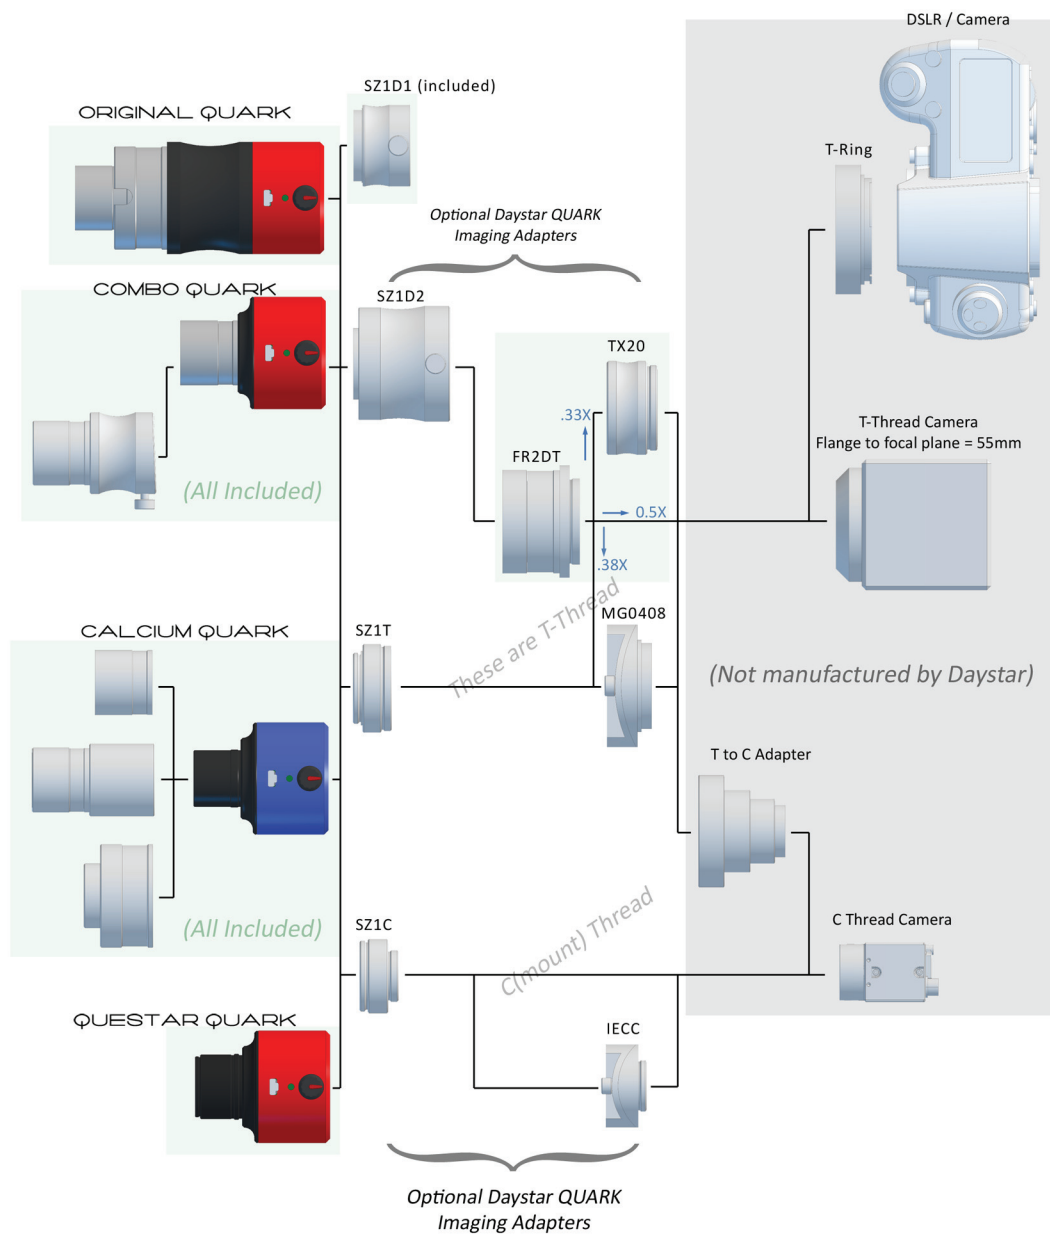 DSLR / Camera
SZ1D1 (included)
ORIGINAL QUARK
T-Ring
Optional Daystar QUARK
Imaging Adapters
COMBO QUARK
SZ1D2
TX20
.33X
T-Thread Camera
Flange to focal plane = 55mm
FR2DT
(All Included)
0.5X
.38X
These are T-Thread
MG0408
CALCIUM QUARK
SZ1T
(Not manufactured by Daystar)
T to C Adapter
(All Included)
SZ1C
C(mount) Thread
C Thread Camera
QUESTAR QUARK
IECC
Optional Daystar QUARK
Imaging Adapters